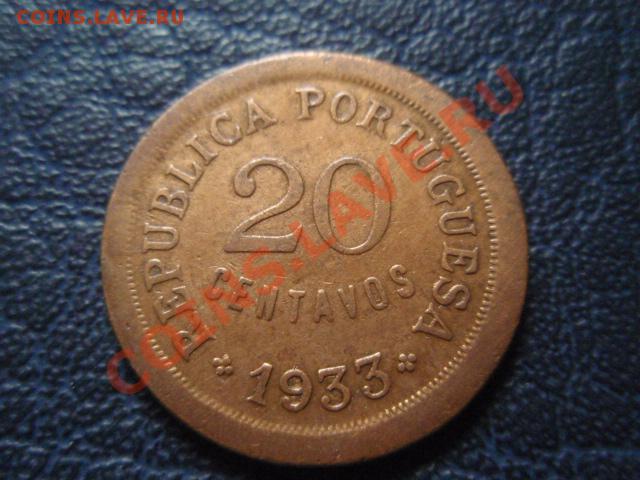 COINS.LAVE.RU
REPUBLICA PORTUGUESA
20
CENTAVOS
1933
COINS.LAVE.RU